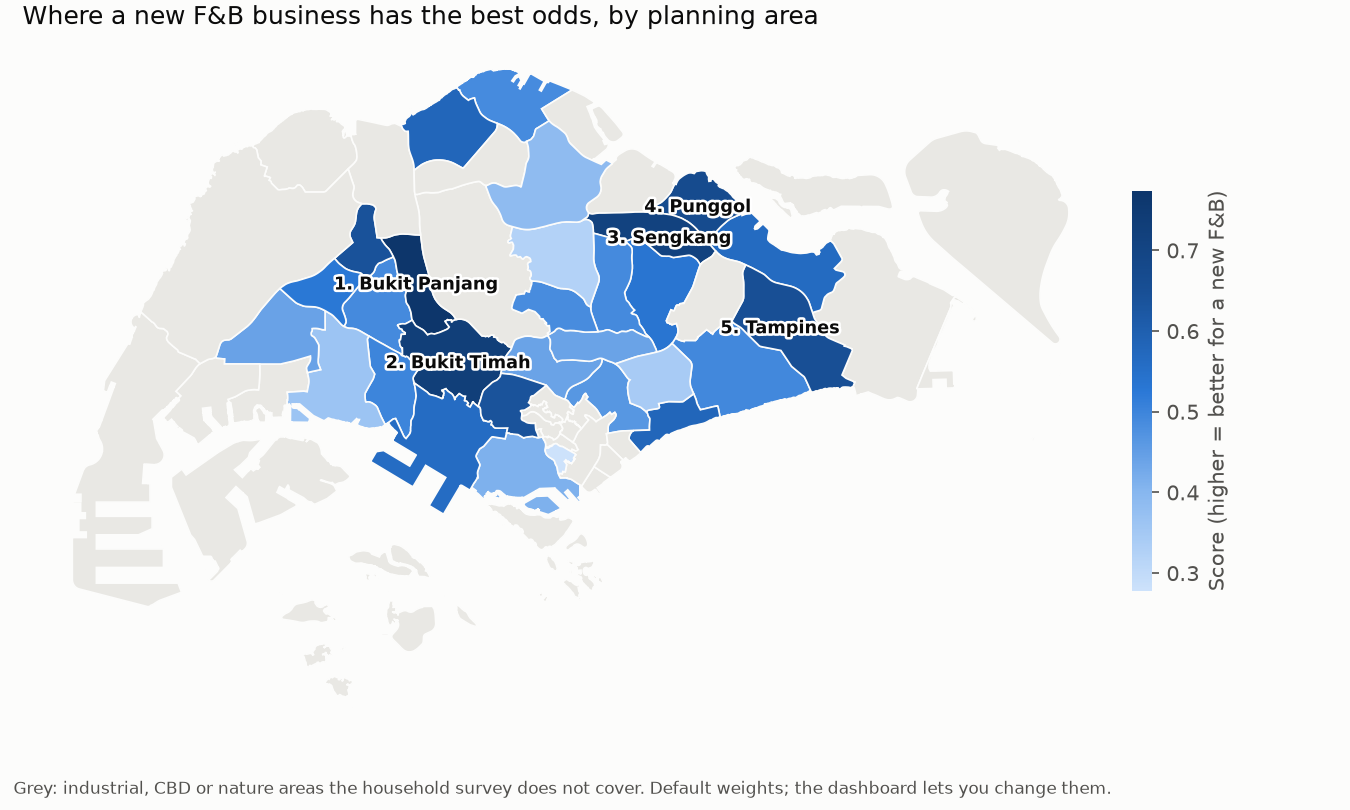 Where a new F&B business has the best odds, by planning area
4. Punggol
3. Sengkang
1. Bukit Panjang
5. Tampines
2. Bukit Timah
0.7
0.6
0.5
0.4
0.3
Score (higher = better for a new F&B)
Grey: industrial, CBD or nature areas the household survey does not cover. Default weights; the dashboard lets you change them.